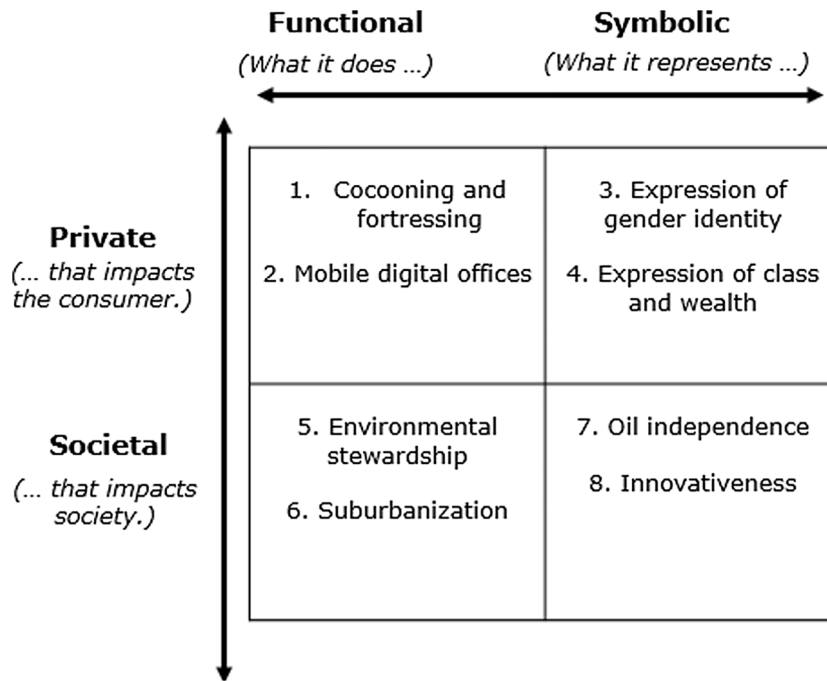 Functional
(What it does ...)
Symbolic
(What it represents ...)
Private
(... that impacts
the consumer.)
1. Cocooning and
fortressing
2. Mobile digital offices
3. Expression of
gender identity
4. Expression of class
and wealth
Societal
(... that impacts
society.)
5. Environmental
stewardship
6. Suburbanization
7. Oil independence
8. Innovativeness